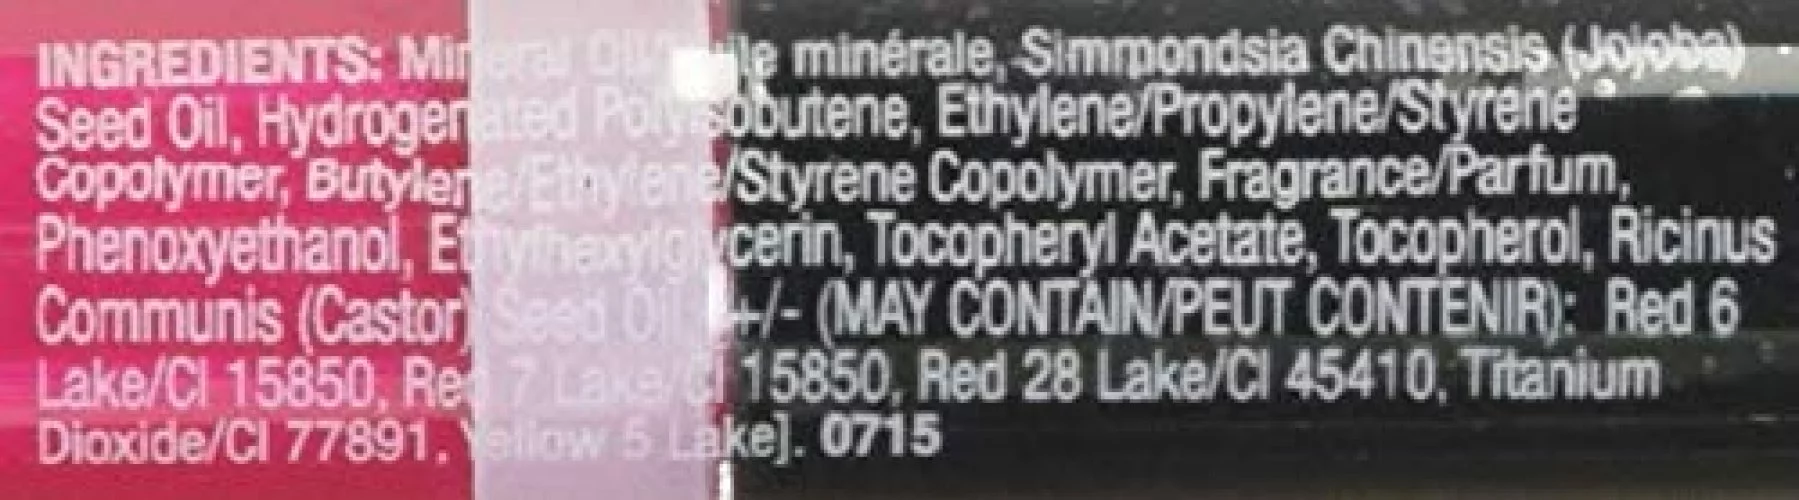 INGREDIENTS: Mineral Oil/Huile minérale, Simmondsia Chinensis (Jojoba)
Seed Oil, Hydrogenated Polyisobutene, Ethylene/Propylene/Styrene
Copolymer, Butylene/Ethylene/Styrene Copolymer, Fragrance/Parfum,
Phenoxyethanol, Ethylhexylglycerin, Tocopheryl Acetate, Tocopherol, Ricinus
Communis (Castor) Seed Oil [+/- (MAY CONTAIN/PEUT CONTENIR): Red 6
Lake/CI 15850, Red 7 Lake/CI 15850, Red 28 Lake/CI 45410, Titanium
Dioxide/CI 77891, Yellow 5 Lake]. 0715